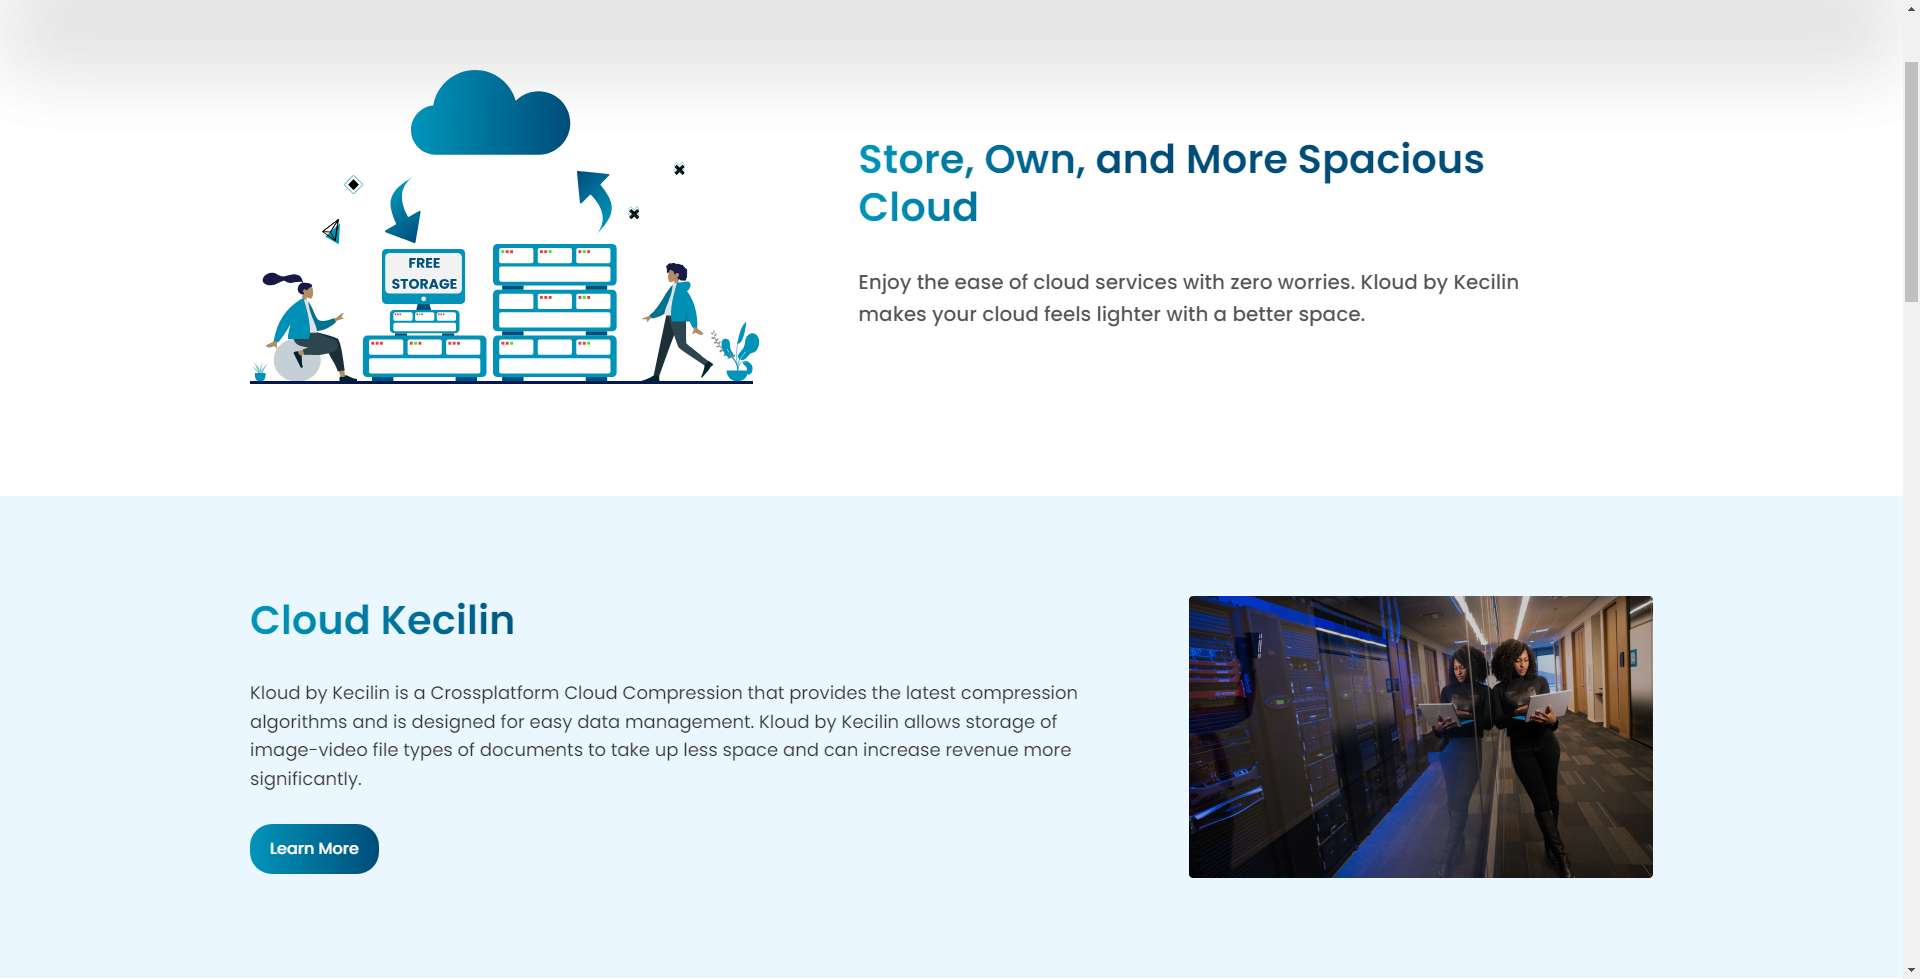 FREE
STORAGE
Store, Own, and More Spacious
Cloud
Enjoy the ease of cloud services with zero worries. Kloud by Kecilin
makes your cloud feels lighter with a better space.
Cloud Kecilin
Kloud by Kecilin is a Crossplatform Cloud Compression that provides the latest compression
algorithms and is designed for easy data management. Kloud by Kecilin allows storage of
image-video file types of documents to take up less space and can increase revenue more
significantly.
Learn More